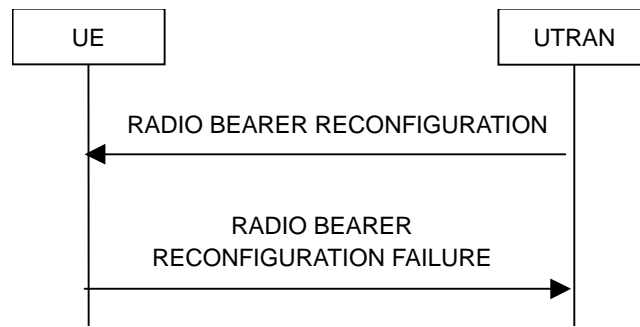 UE
UTRAN
RADIO BEARER RECONFIGURATION
RADIO BEARER
RECONFIGURATION FAILURE